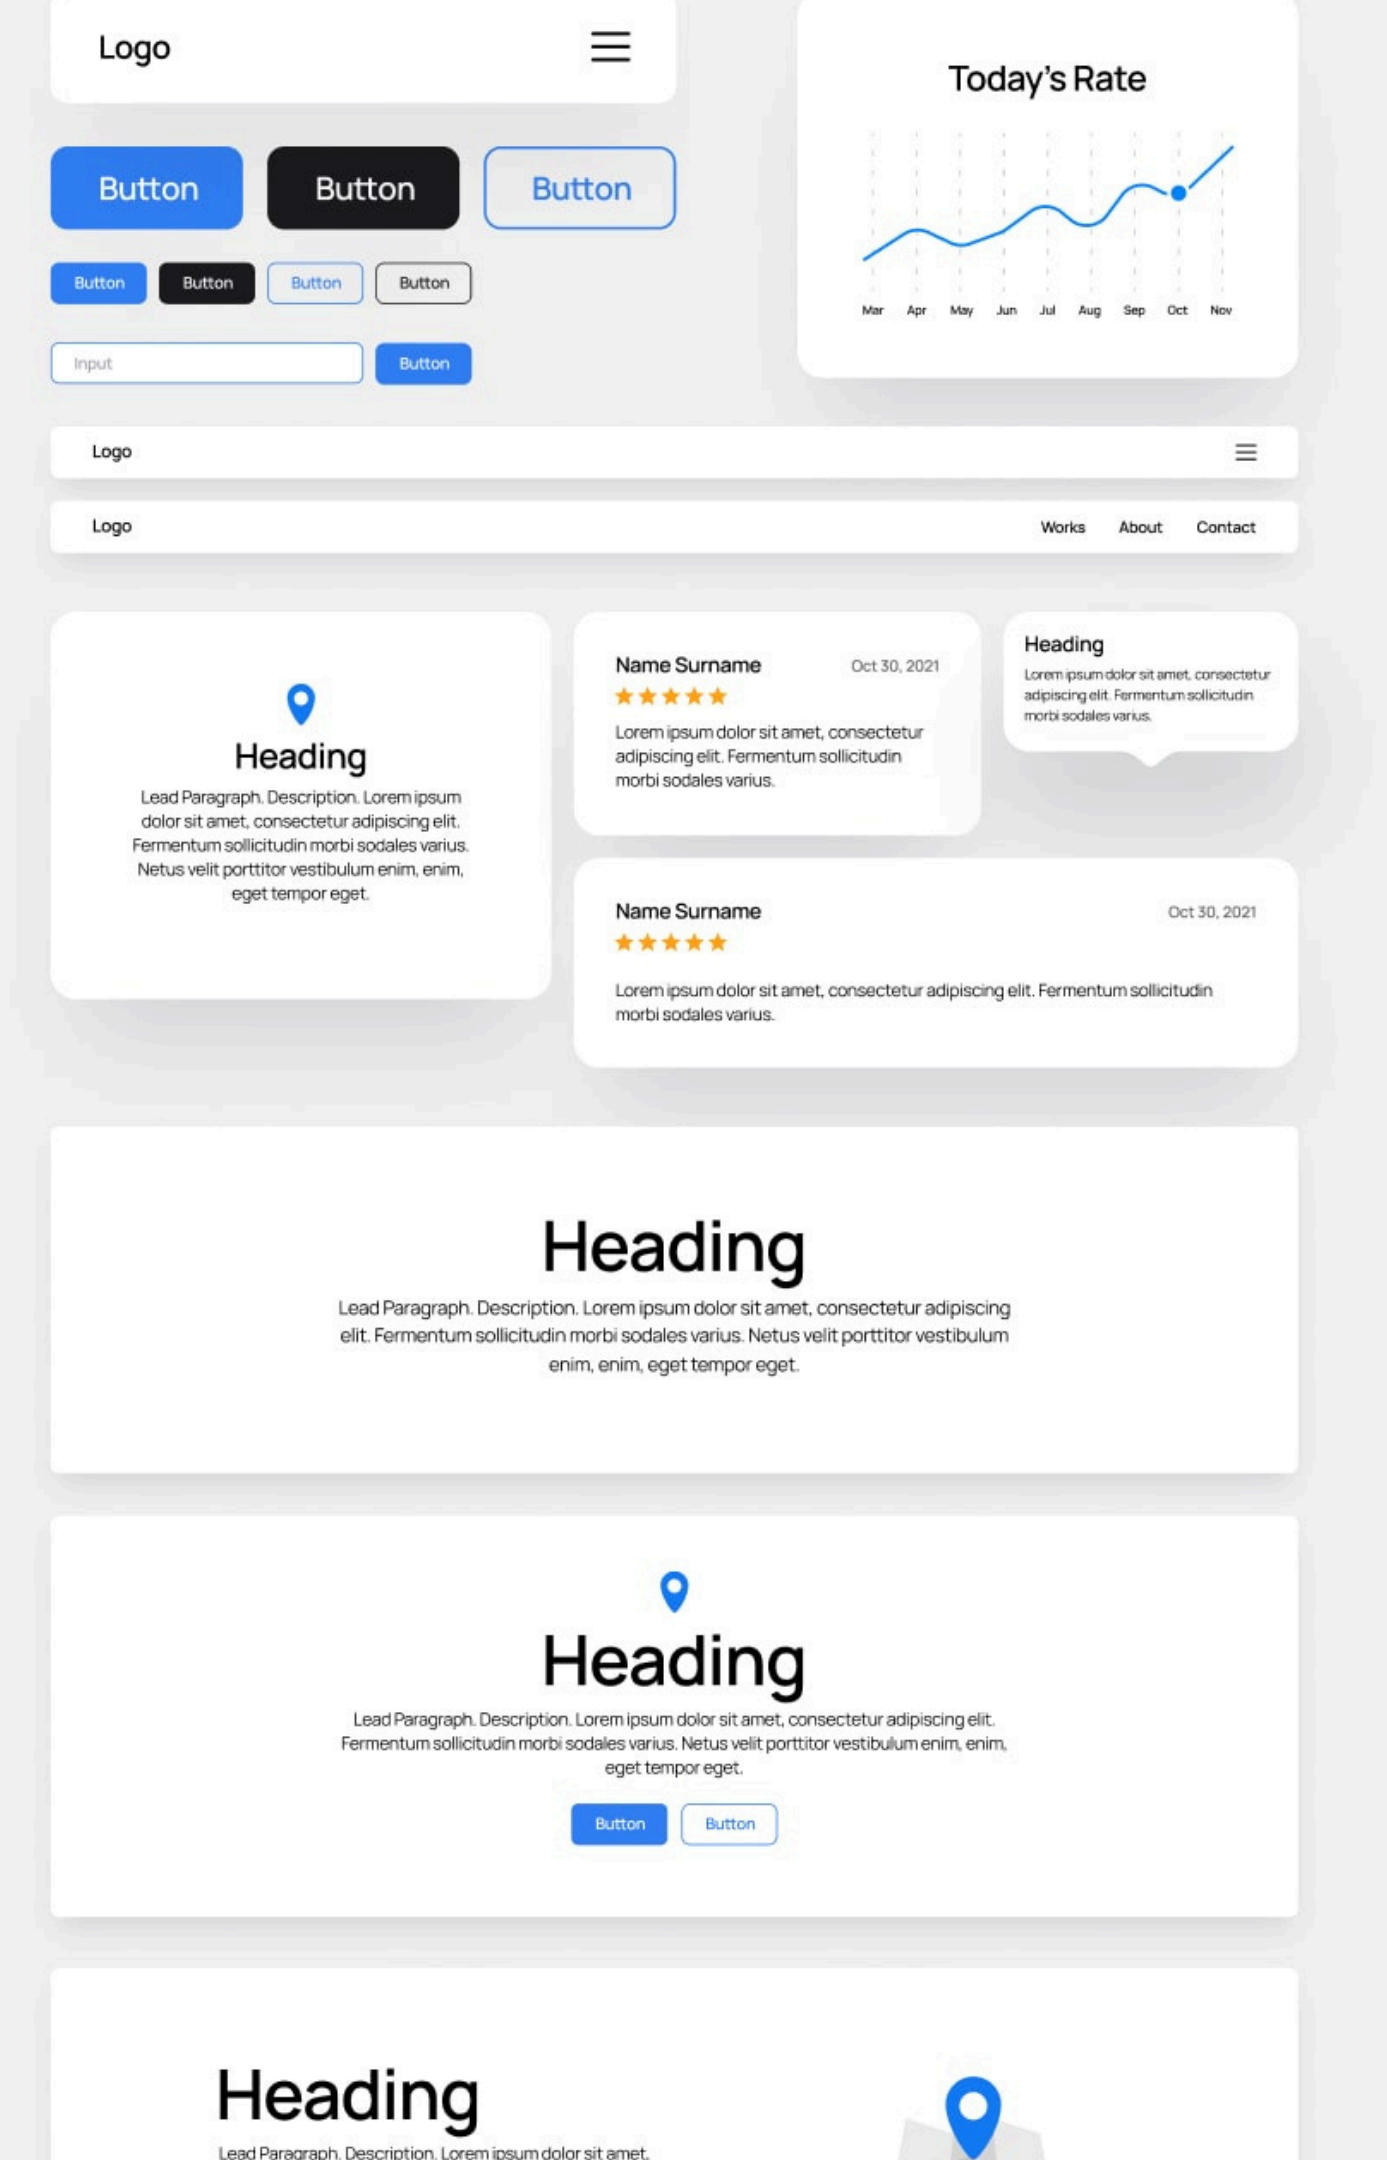 Logo
Button Button Button
Button Button Button Button
Input Button
Today's Rate
Mar Apr May Jun Jul Aug Sep Oct Nov
Logo
Logo Works About Contact
Heading
Lead Paragraph. Description. Lorem ipsum
dolor sit amet, consectetur adipiscing elit.
Fermentum sollicitudin morbi sodales varius.
Netus velit porttitor vestibulum enim, enim,
eget tempor eget.
Name Surname Oct 30, 2021
Lorem ipsum dolor sit amet, consectetur
adipiscing elit. Fermentum sollicitudin
morbi sodales varius.
Heading
Lorem ipsum dolor sit amet, consectetur
adipiscing elit. Fermentum sollicitudin
morbi sodales varius.
Name Surname Oct 30, 2021
Lorem ipsum dolor sit amet, consectetur adipiscing elit. Fermentum sollicitudin
morbi sodales varius.
Heading
Lead Paragraph. Description. Lorem ipsum dolor sit amet, consectetur adipiscing
elit. Fermentum sollicitudin morbi sodales varius. Netus velit porttitor vestibulum
enim, enim, eget tempor eget.
Heading
Lead Paragraph. Description. Lorem ipsum dolor sit amet, consectetur adipiscing elit.
Fermentum sollicitudin morbi sodales varius. Netus velit porttitor vestibulum enim, enim,
eget tempor eget.
Button Button
Heading
Lead Paragraph. Description. Lorem ipsum dolor sit amet,